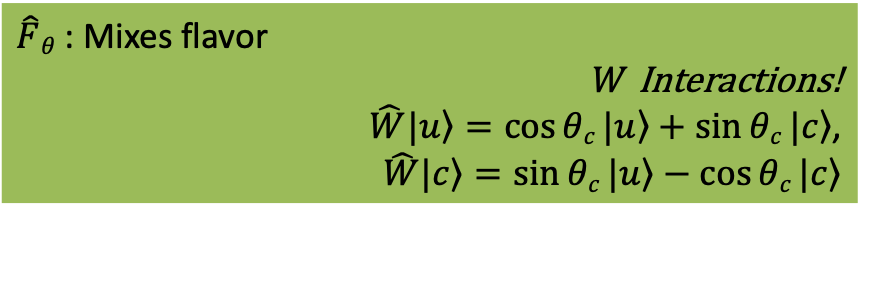 F̂_θ : Mixes flavor
W Interactions!
Ŵ|u⟩ = cos θ_c |u⟩ + sin θ_c |c⟩,
Ŵ|c⟩ = sin θ_c |u⟩ − cos θ_c |c⟩